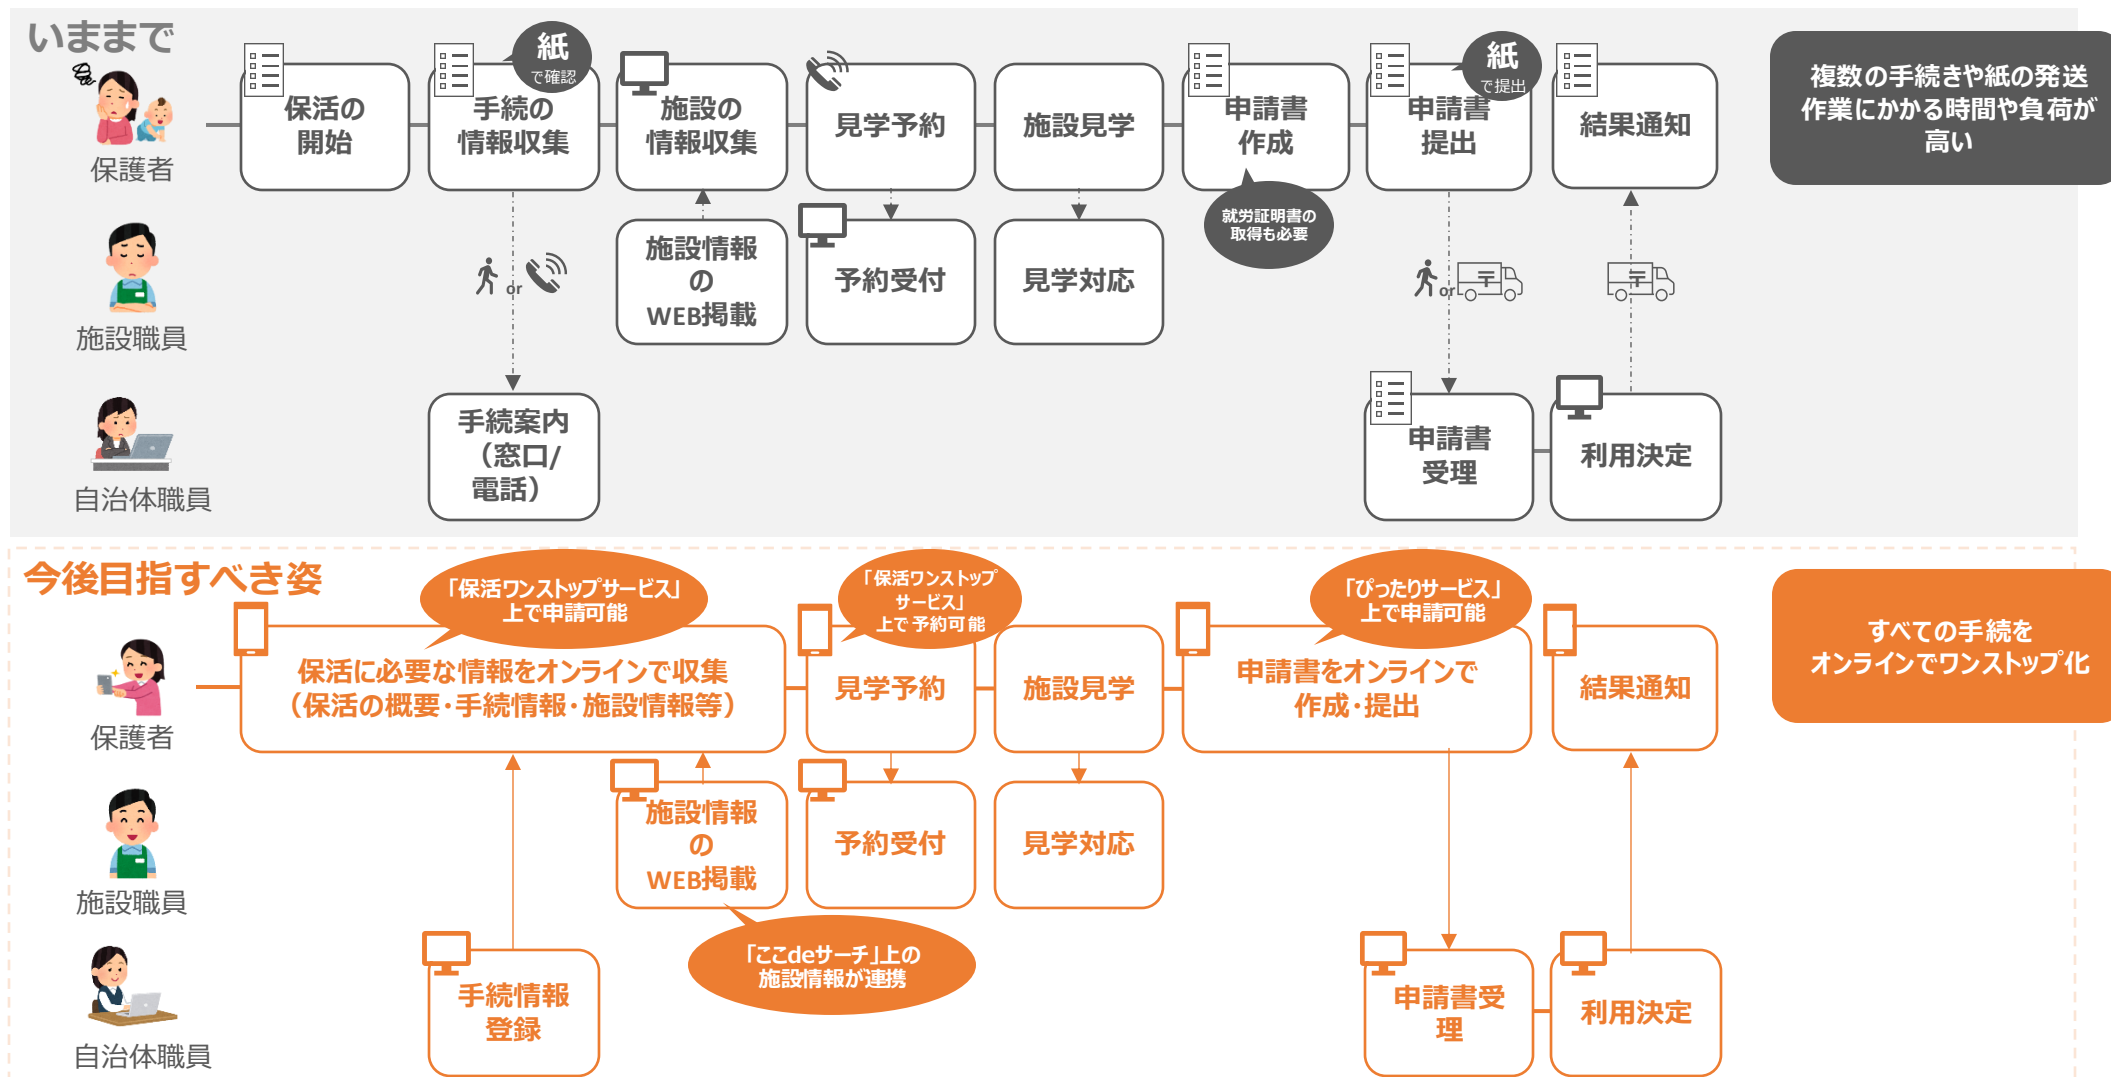 いままで
紙
で確認
紙
で提出
保活の
開始
手続の
情報収集
施設の
情報収集
見学予約
施設見学
申請書
作成
申請書
提出
結果通知
複数の手続きや紙の発送
作業にかかる時間や負荷が
高い
保護者
就労証明書の
取得も必要
施設情報
の
WEB掲載
予約受付
見学対応
or
or
〒
〒
施設職員
手続案内
（窓口/
電話）
申請書
受理
利用決定
自治体職員
今後目指すべき姿
「保活ワンストップサービス」
上で申請可能
「保活ワンストップ
サービス」
上で予約可能
「ぴったりサービス」
上で申請可能
保活に必要な情報をオンラインで収集
（保活の概要・手続情報・施設情報等）
見学予約
施設見学
申請書をオンラインで
作成・提出
結果通知
すべての手続を
オンラインでワンストップ化
保護者
施設情報
の
WEB掲載
予約受付
見学対応
施設職員
「ここdeサーチ」上の
施設情報が連携
手続情報
登録
申請書受
理
利用決定
自治体職員